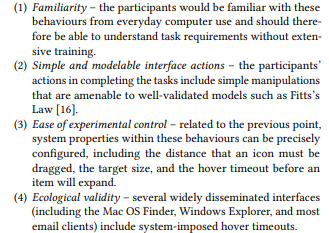 (1) Familiarity – the participants would be familiar with these
behaviours from everyday computer use and should there-
fore be able to understand task requirements without exten-
sive training.
(2) Simple and modelable interface actions – the participants'
actions in completing the tasks include simple manipulations
that are amenable to well-validated models such as Fitts's
Law [16].
(3) Ease of experimental control – related to the previous point,
system properties within these behaviours can be precisely
configured, including the distance that an icon must be
dragged, the target size, and the hover timeout before an
item will expand.
(4) Ecological validity – several widely disseminated interfaces
(including the Mac OS Finder, Windows Explorer, and most
email clients) include system-imposed hover timeouts.